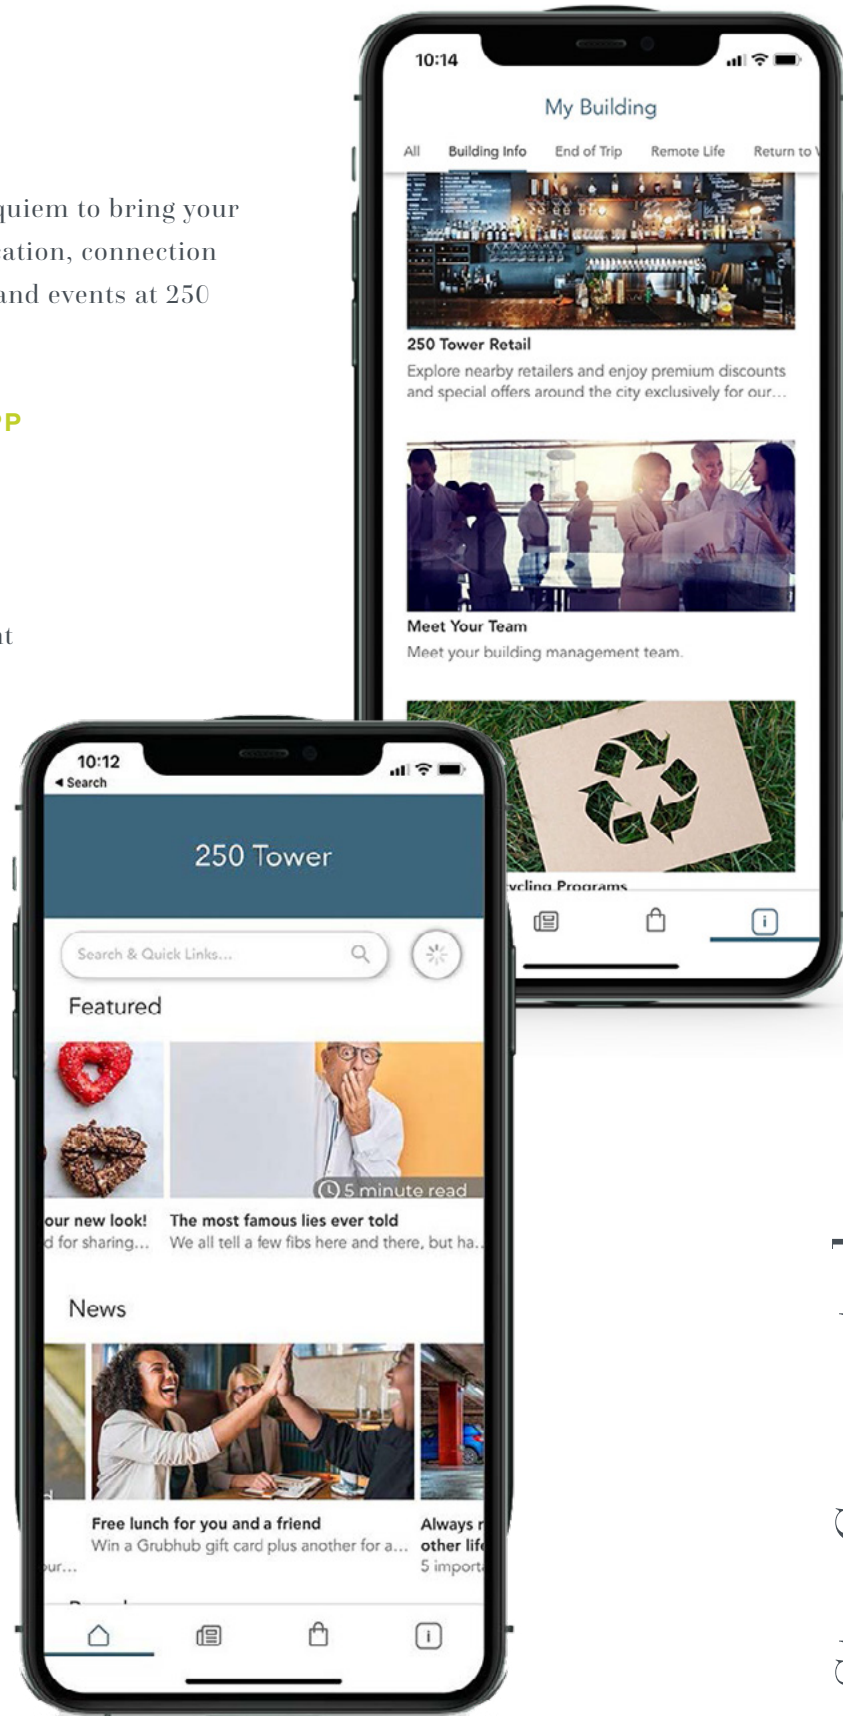 quiem to bring your
connection
and events at 250
10:14
My Building
All Building Info End of Trip Remote Life Return to
250 Tower Retail
Explore nearby retailers and enjoy premium discounts
and special offers around the city exclusively for our...
Meet Your Team
Meet your building management team.
Programs
10:12
◀ Search
250 Tower
Search & Quick Links...
Featured
5 minute read
our new look!
d for sharing...
The most famous lies ever told
We all tell a few fibs here and there, but ha...
News
Free lunch for you and a friend
Win a Grubhub gift card plus another for a...
Always
other
5